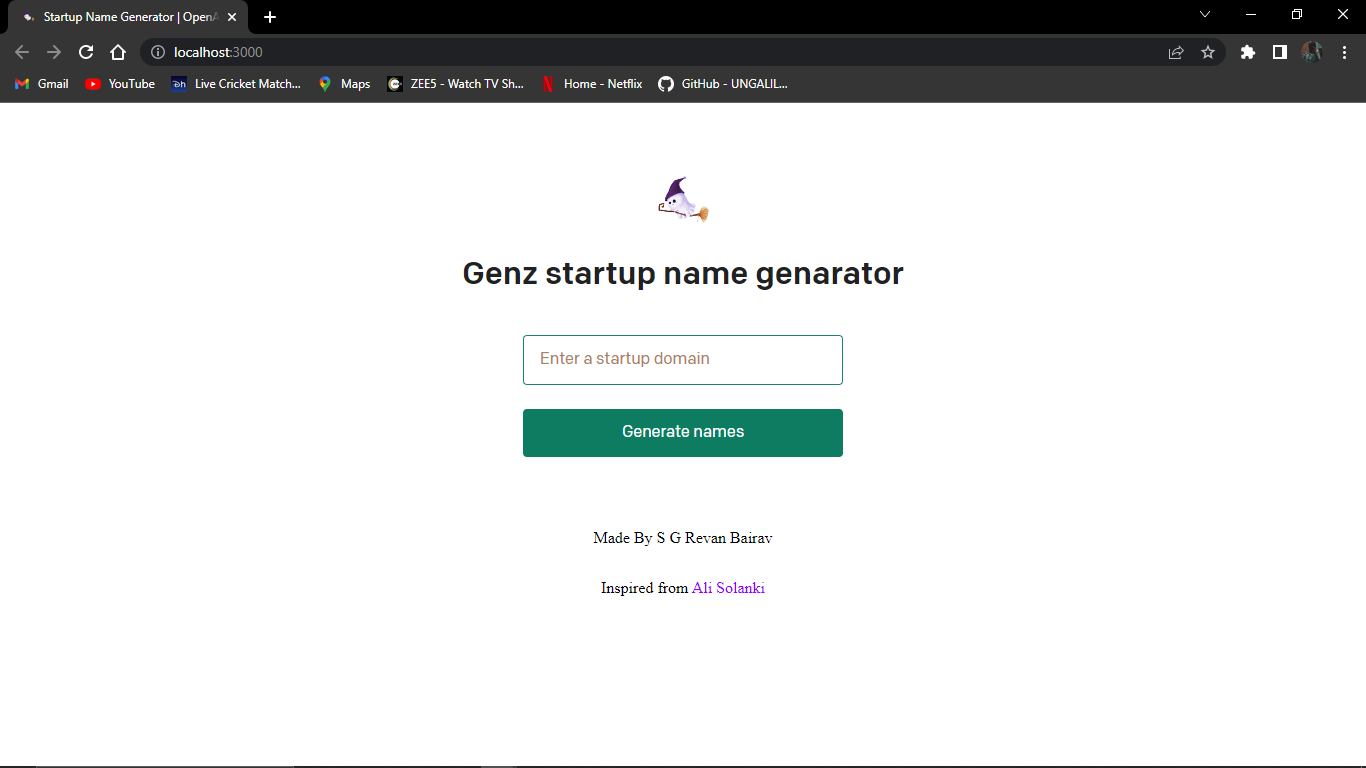 Startup Name Generator | OpenA
localhost:3000
Gmail YouTube Live Cricket Match... Maps ZEE5 - Watch TV Sh... Home - Netflix GitHub - UNGALIL...
Genz startup name genarator
Enter a startup domain
Generate names
Made By S G Revan Bairav
Inspired from Ali Solanki